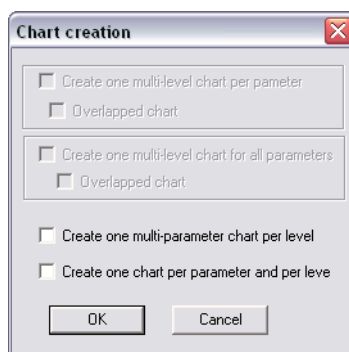 Chart creation
Create one multi-level chart per pameter
Overlapped chart
Create one multi-level chart for all parameters
Overlapped chart
Create one multi-parameter chart per level
Create one chart per parameter and per leve
OK
Cancel